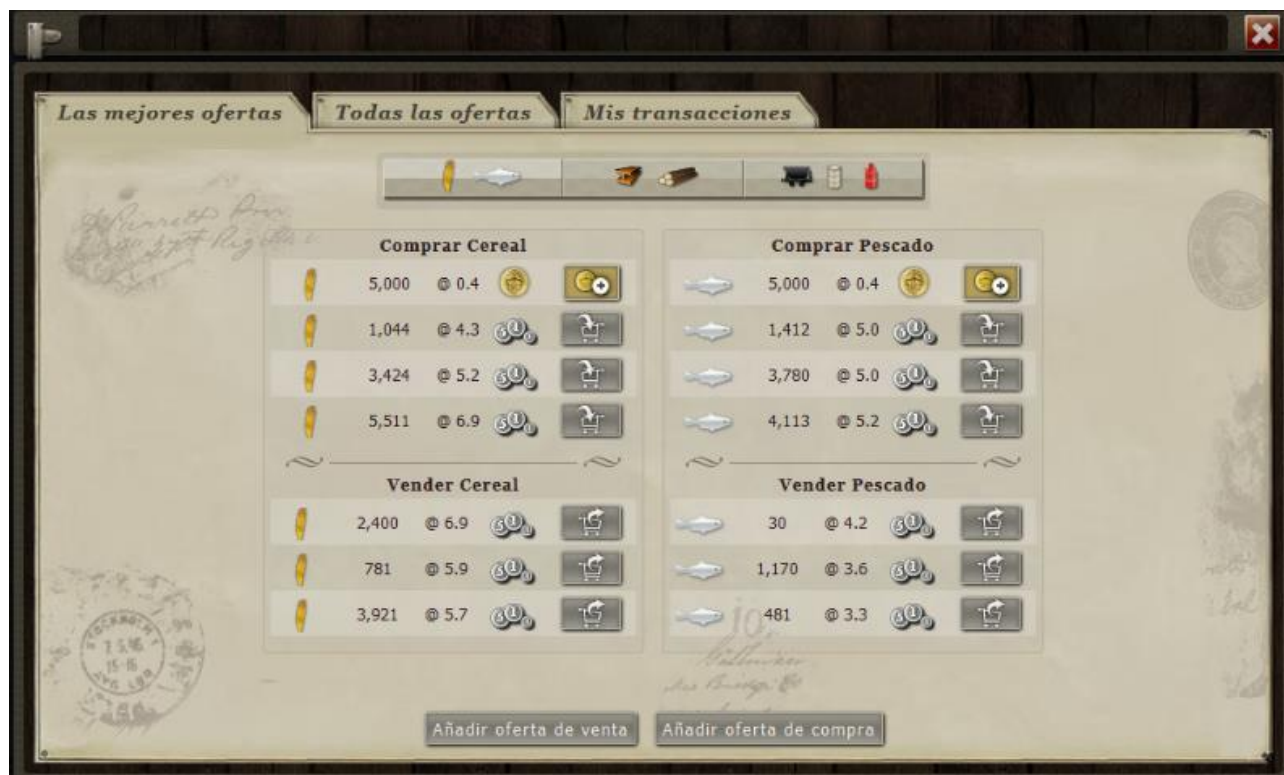 Las mejores ofertas
Todas las ofertas
Mis transacciones
Comprar Cereal
5,000 @ 0.4
1,044 @ 4.3
3,424 @ 5.2
5,511 @ 6.9
Vender Cereal
2,400 @ 6.9
781 @ 5.9
3,921 @ 5.7
Comprar Pescado
5,000 @ 0.4
1,412 @ 5.0
3,780 @ 5.0
4,113 @ 5.2
Vender Pescado
30 @ 4.2
1,170 @ 3.6
481 @ 3.3
Añadir oferta de venta
Añadir oferta de compra